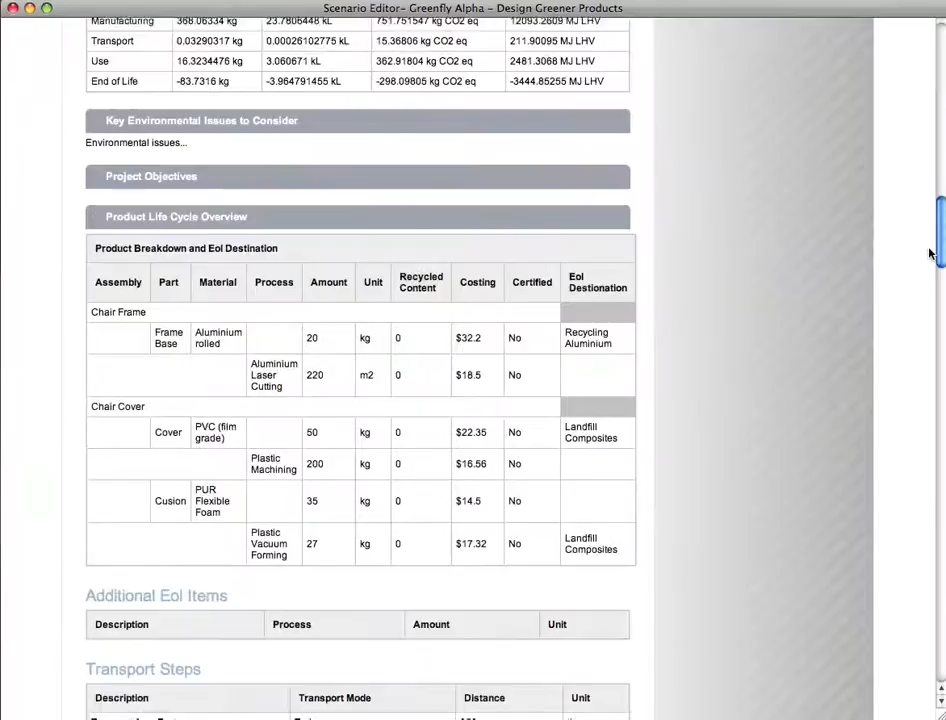 Scenario Editor- Greenfly Alpha - Design Greener Products
Manufacturing 368.06334 kg 23.7806448 kL 751.751547 kg CO2 eq 12093.2609 MJ LHV
Transport 0.03290317 kg 0.00026102775 kL 15.36806 kg CO2 eq 211.90095 MJ LHV
Use 16.3234476 kg 3.060671 kL 362.91804 kg CO2 eq 2481.3068 MJ LHV
End of Life -83.7316 kg -3.964791455 kL -298.09805 kg CO2 eq -3444.85255 MJ LHV
Key Environmental Issues to Consider
Environmental issues...
Project Objectives
Product Life Cycle Overview
Product Breakdown and Eol Destination
Assembly Part Material Process Amount Unit Recycled Content Costing Certified Eol Destionation
Chair Frame
Frame Base Aluminium rolled 20 kg 0 $32.2 No Recycling Aluminium
Aluminium Laser Cutting 220 m2 0 $18.5 No
Chair Cover
Cover PVC (film grade) 50 kg 0 $22.35 No Landfill Composites
Plastic Machining 200 kg 0 $16.56 No
Cusion PUR Flexible Foam 35 kg 0 $14.5 No
Plastic Vacuum Forming 27 kg 0 $17.32 No Landfill Composites
Additional Eol Items
Description Process Amount Unit
Transport Steps
Description Transport Mode Distance Unit